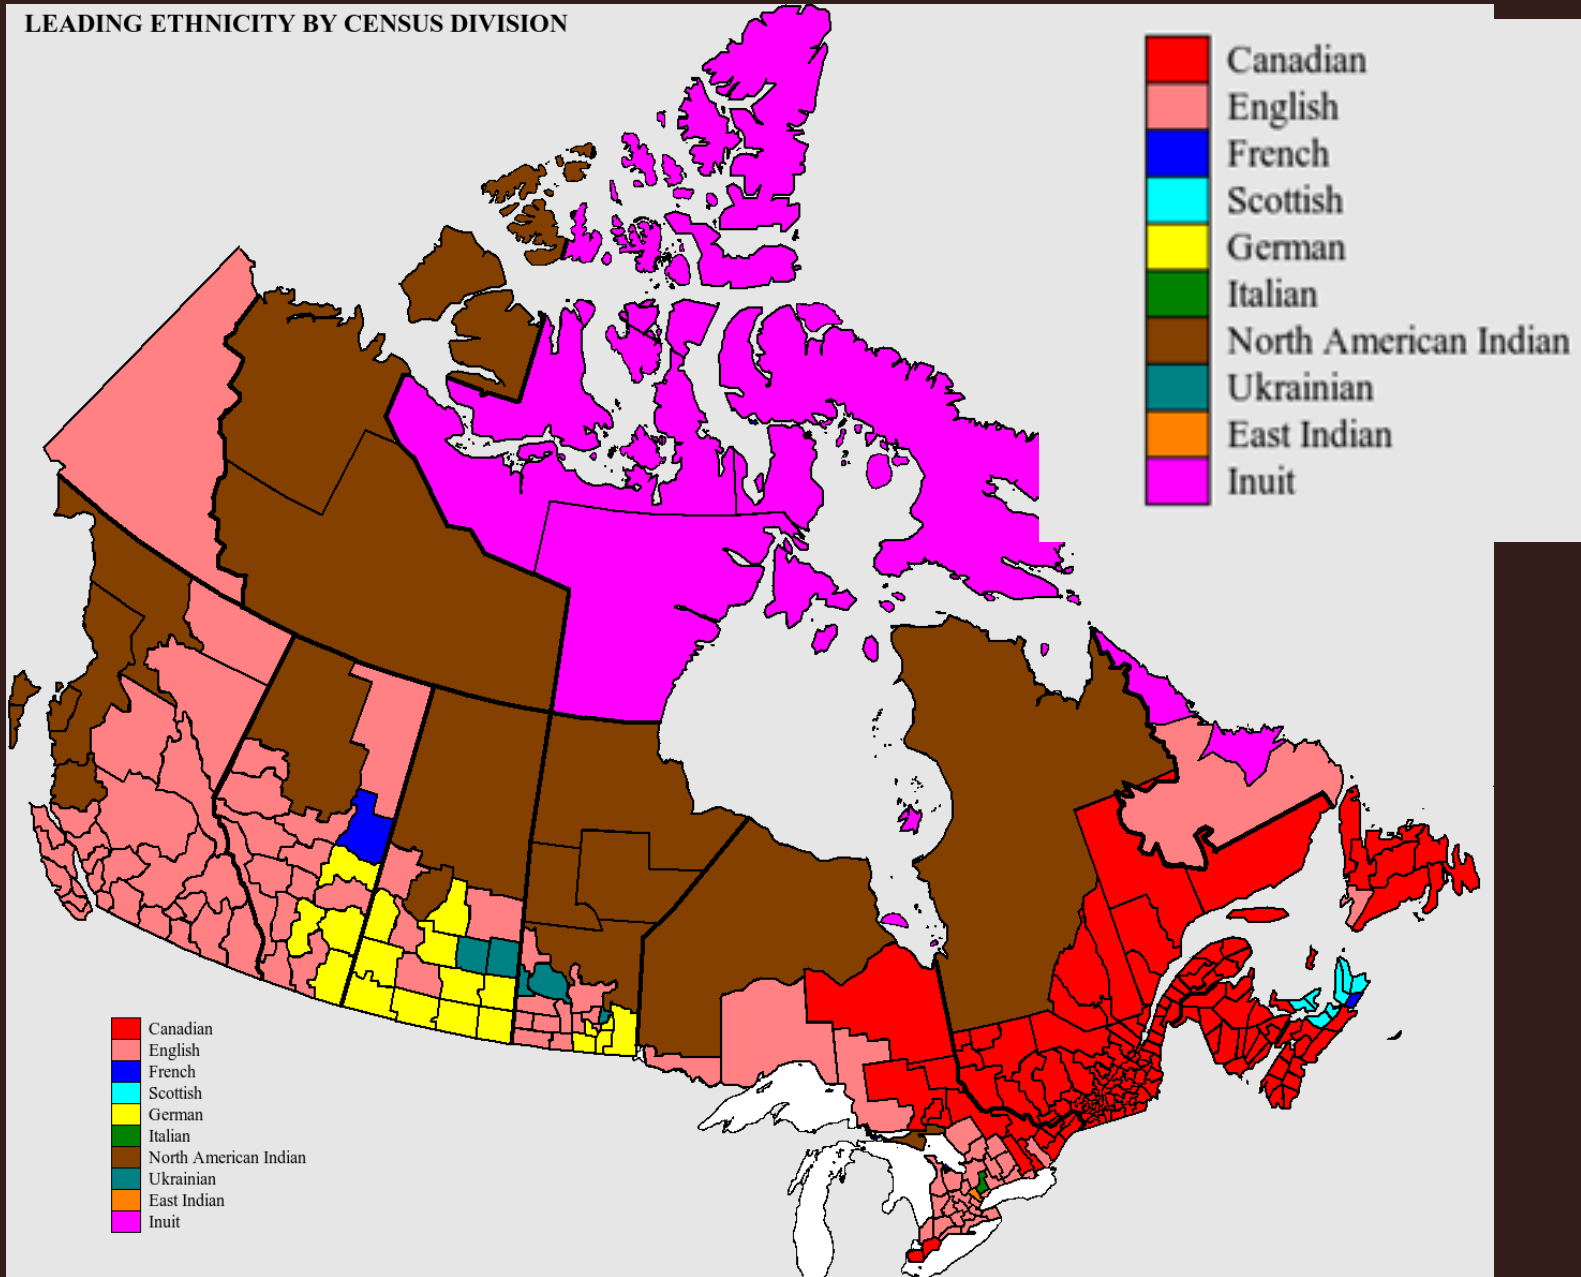 LEADING ETHNICITY BY CENSUS DIVISION
Canadian
English
French
Scottish
German
Italian
North American Indian
Ukrainian
East Indian
Inuit
Canadian
English
French
Scottish
German
Italian
North American Indian
Ukrainian
East Indian
Inuit